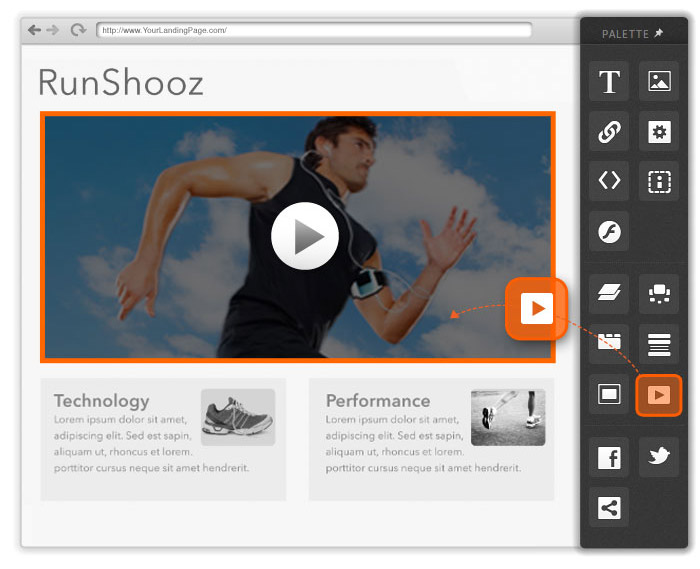 http://www.YourLandingPage.com/
PALETTE
RunShooz
Technology
Lorem ipsum dolor sit amet,
adipiscing elit. Sed est sapin,
aliquam ut, rhoncus et lorem.
porttitor cursus neque sit amet hendrerit.
Performance
Lorem ipsum dolor sit amet,
adipiscing elit. Sed est sapin,
aliquam ut, rhoncus et lorem.
porttitor cursus neque sit amet hendrerit.